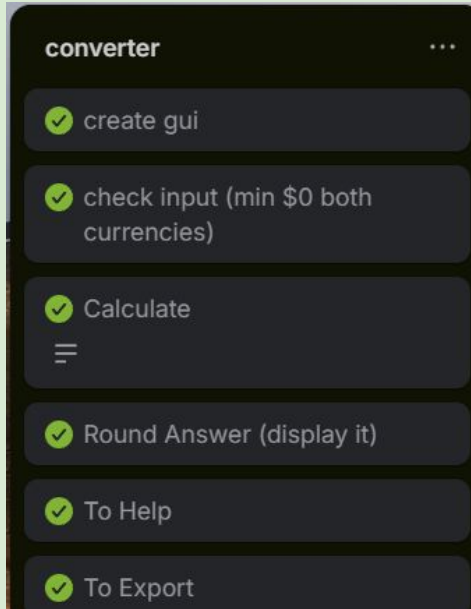 converter
create gui
check input (min $0 both
currencies)
Calculate
Round Answer (display it)
To Help
To Export